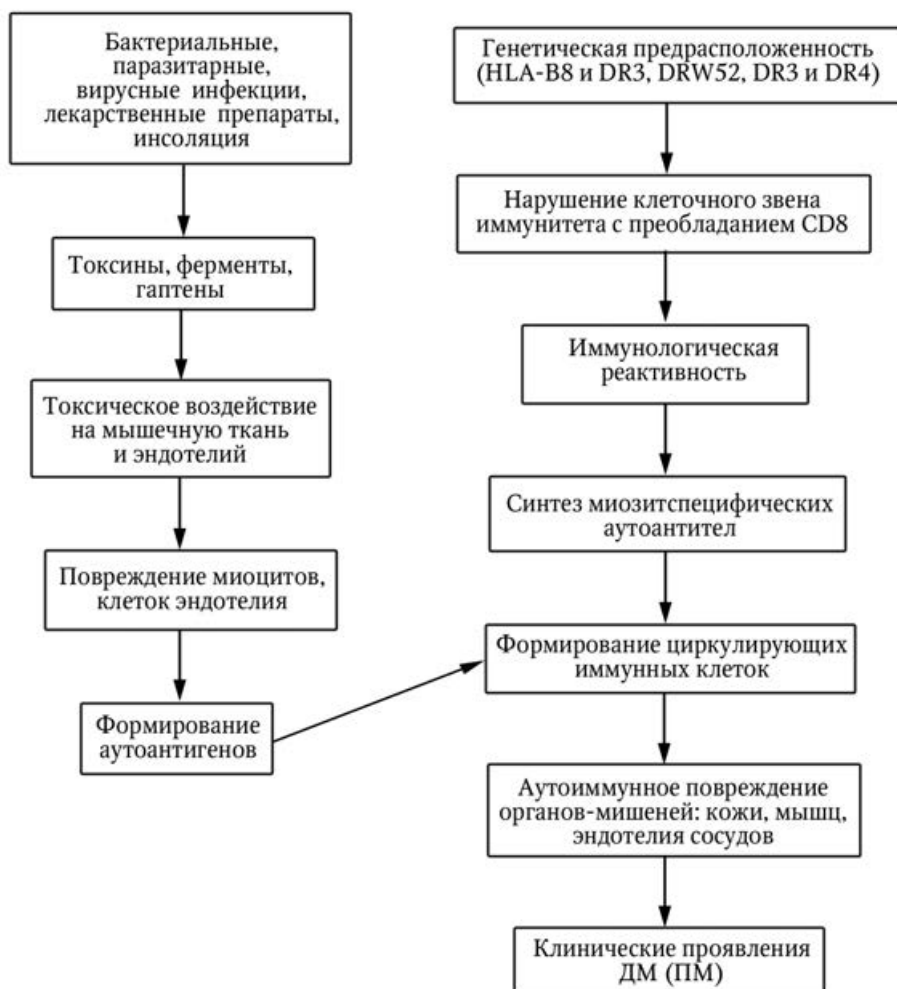 Бактериальные,
паразитарные,
вирусные инфекции,
лекарственные препараты,
инсоляция
Токсины, ферменты,
гаптены
Токсическое воздействие
на мышечную ткань
и эндотелий
Повреждение миоцитов,
клеток эндотелия
Формирование
аутоантигенов
Генетическая предрасположенность
(HLA-B8 и DR3, DRW52, DR3 и DR4)
Нарушение клеточного звена
иммунитета с преобладанием CD8
Иммунологическая
реактивность
Синтез миозитспецифических
аутоантител
Формирование циркулирующих
иммунных клеток
Аутоиммунное повреждение
органов-мишеней: кожи, мышц,
эндотелия сосудов
Клинические проявления
ДМ (ПМ)